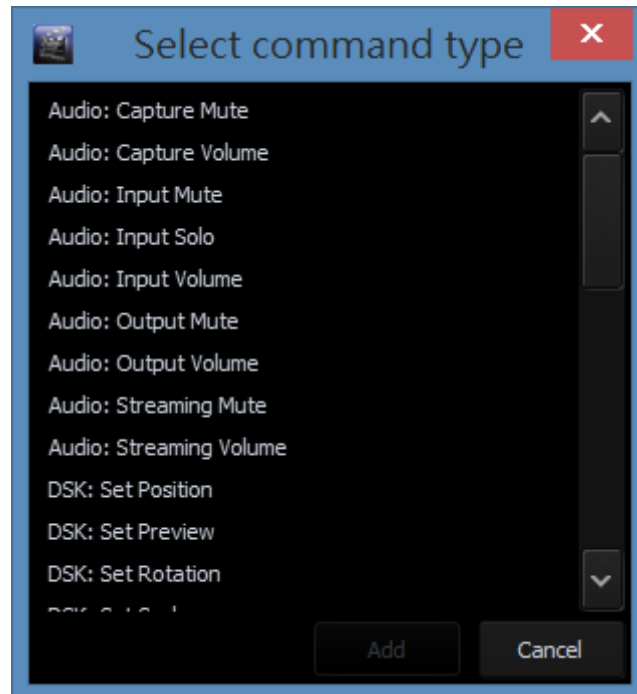 Select command type
Audio: Capture Mute
Audio: Capture Volume
Audio: Input Mute
Audio: Input Solo
Audio: Input Volume
Audio: Output Mute
Audio: Output Volume
Audio: Streaming Mute
Audio: Streaming Volume
DSK: Set Position
DSK: Set Preview
DSK: Set Rotation
Add
Cancel